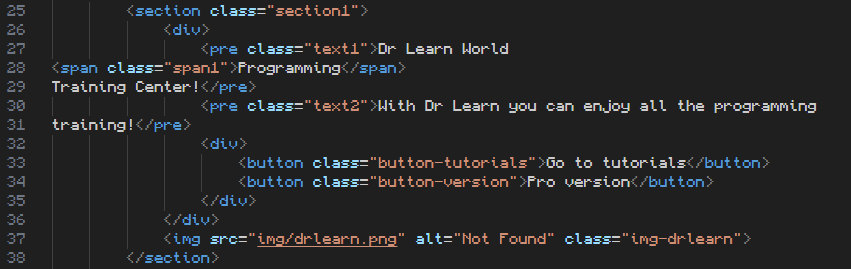 25 <section class="section1">
26 <div>
27 <pre class="text1">Dr Learn World
28 <span class="span1">Programming</span>
29 Training Center!</pre>
30 <pre class="text2">With Dr Learn you can enjoy all the programming
31 training!</pre>
32 <div>
33 <button class="button-tutorials">Go to tutorials</button>
34 <button class="button-version">Pro version</button>
35 </div>
36 </div>
37 <img src="img/drlearn.png" alt="Not Found" class="img-drlearn">
38 </section>